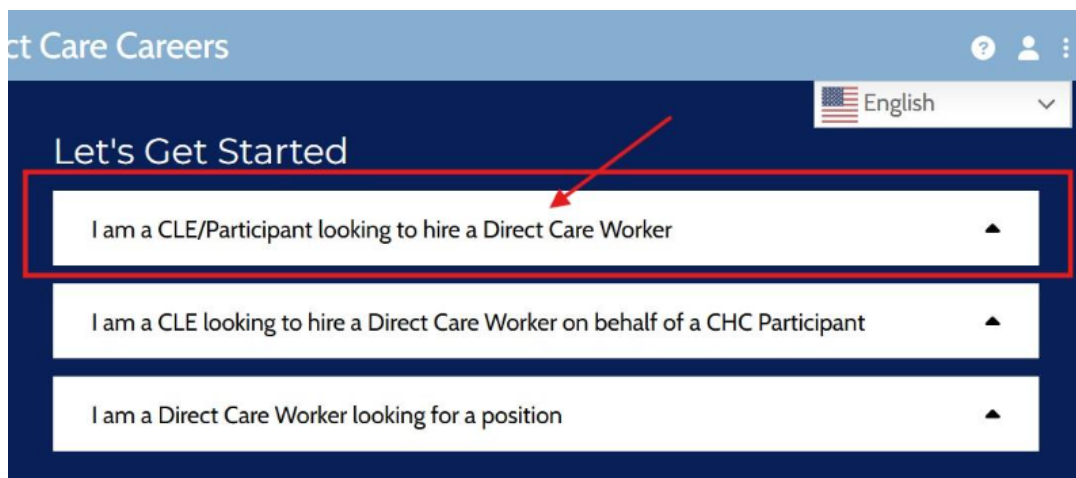 ct Care Careers
English
Let's Get Started
I am a CLE/Participant looking to hire a Direct Care Worker
I am a CLE looking to hire a Direct Care Worker on behalf of a CHC Participant
I am a Direct Care Worker looking for a position